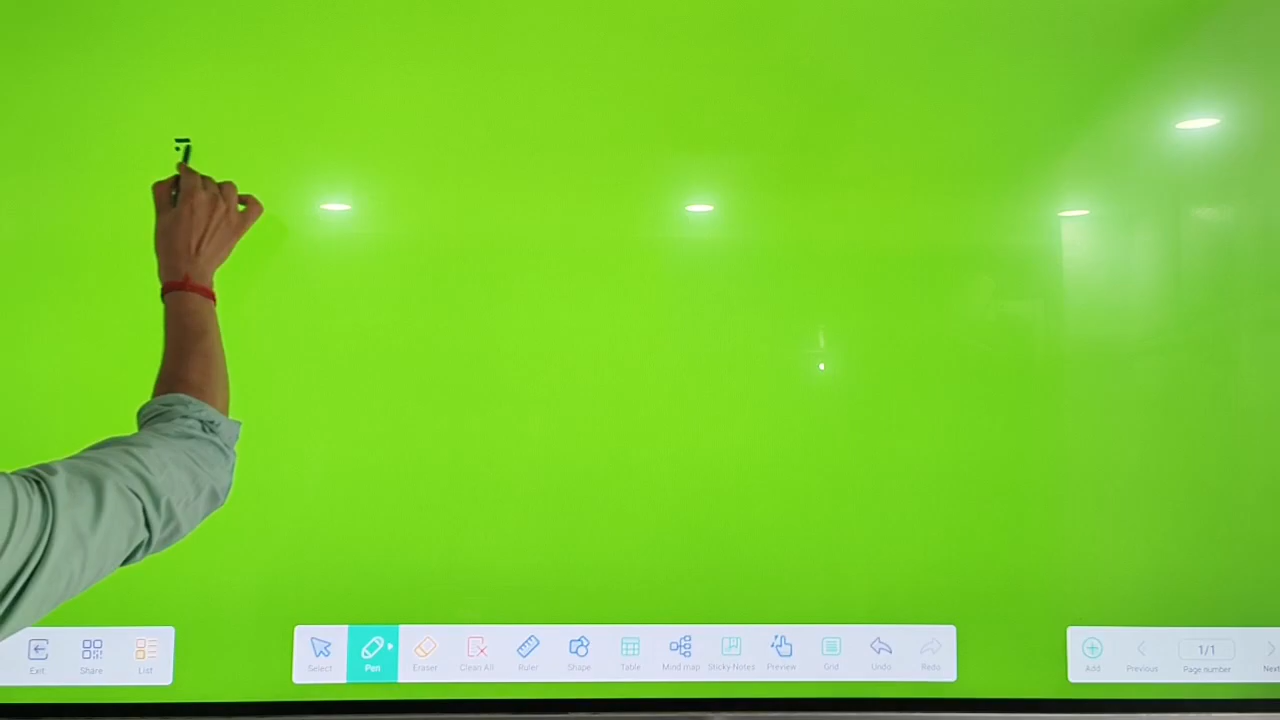 Exit
Share
List
Select
Pen
Eraser
Clean All
Ruler
Shape
Table
Mind map
Sticky Notes
Preview
Grid
Undo
Redo
Add
Previous
1/1
Page number
Next